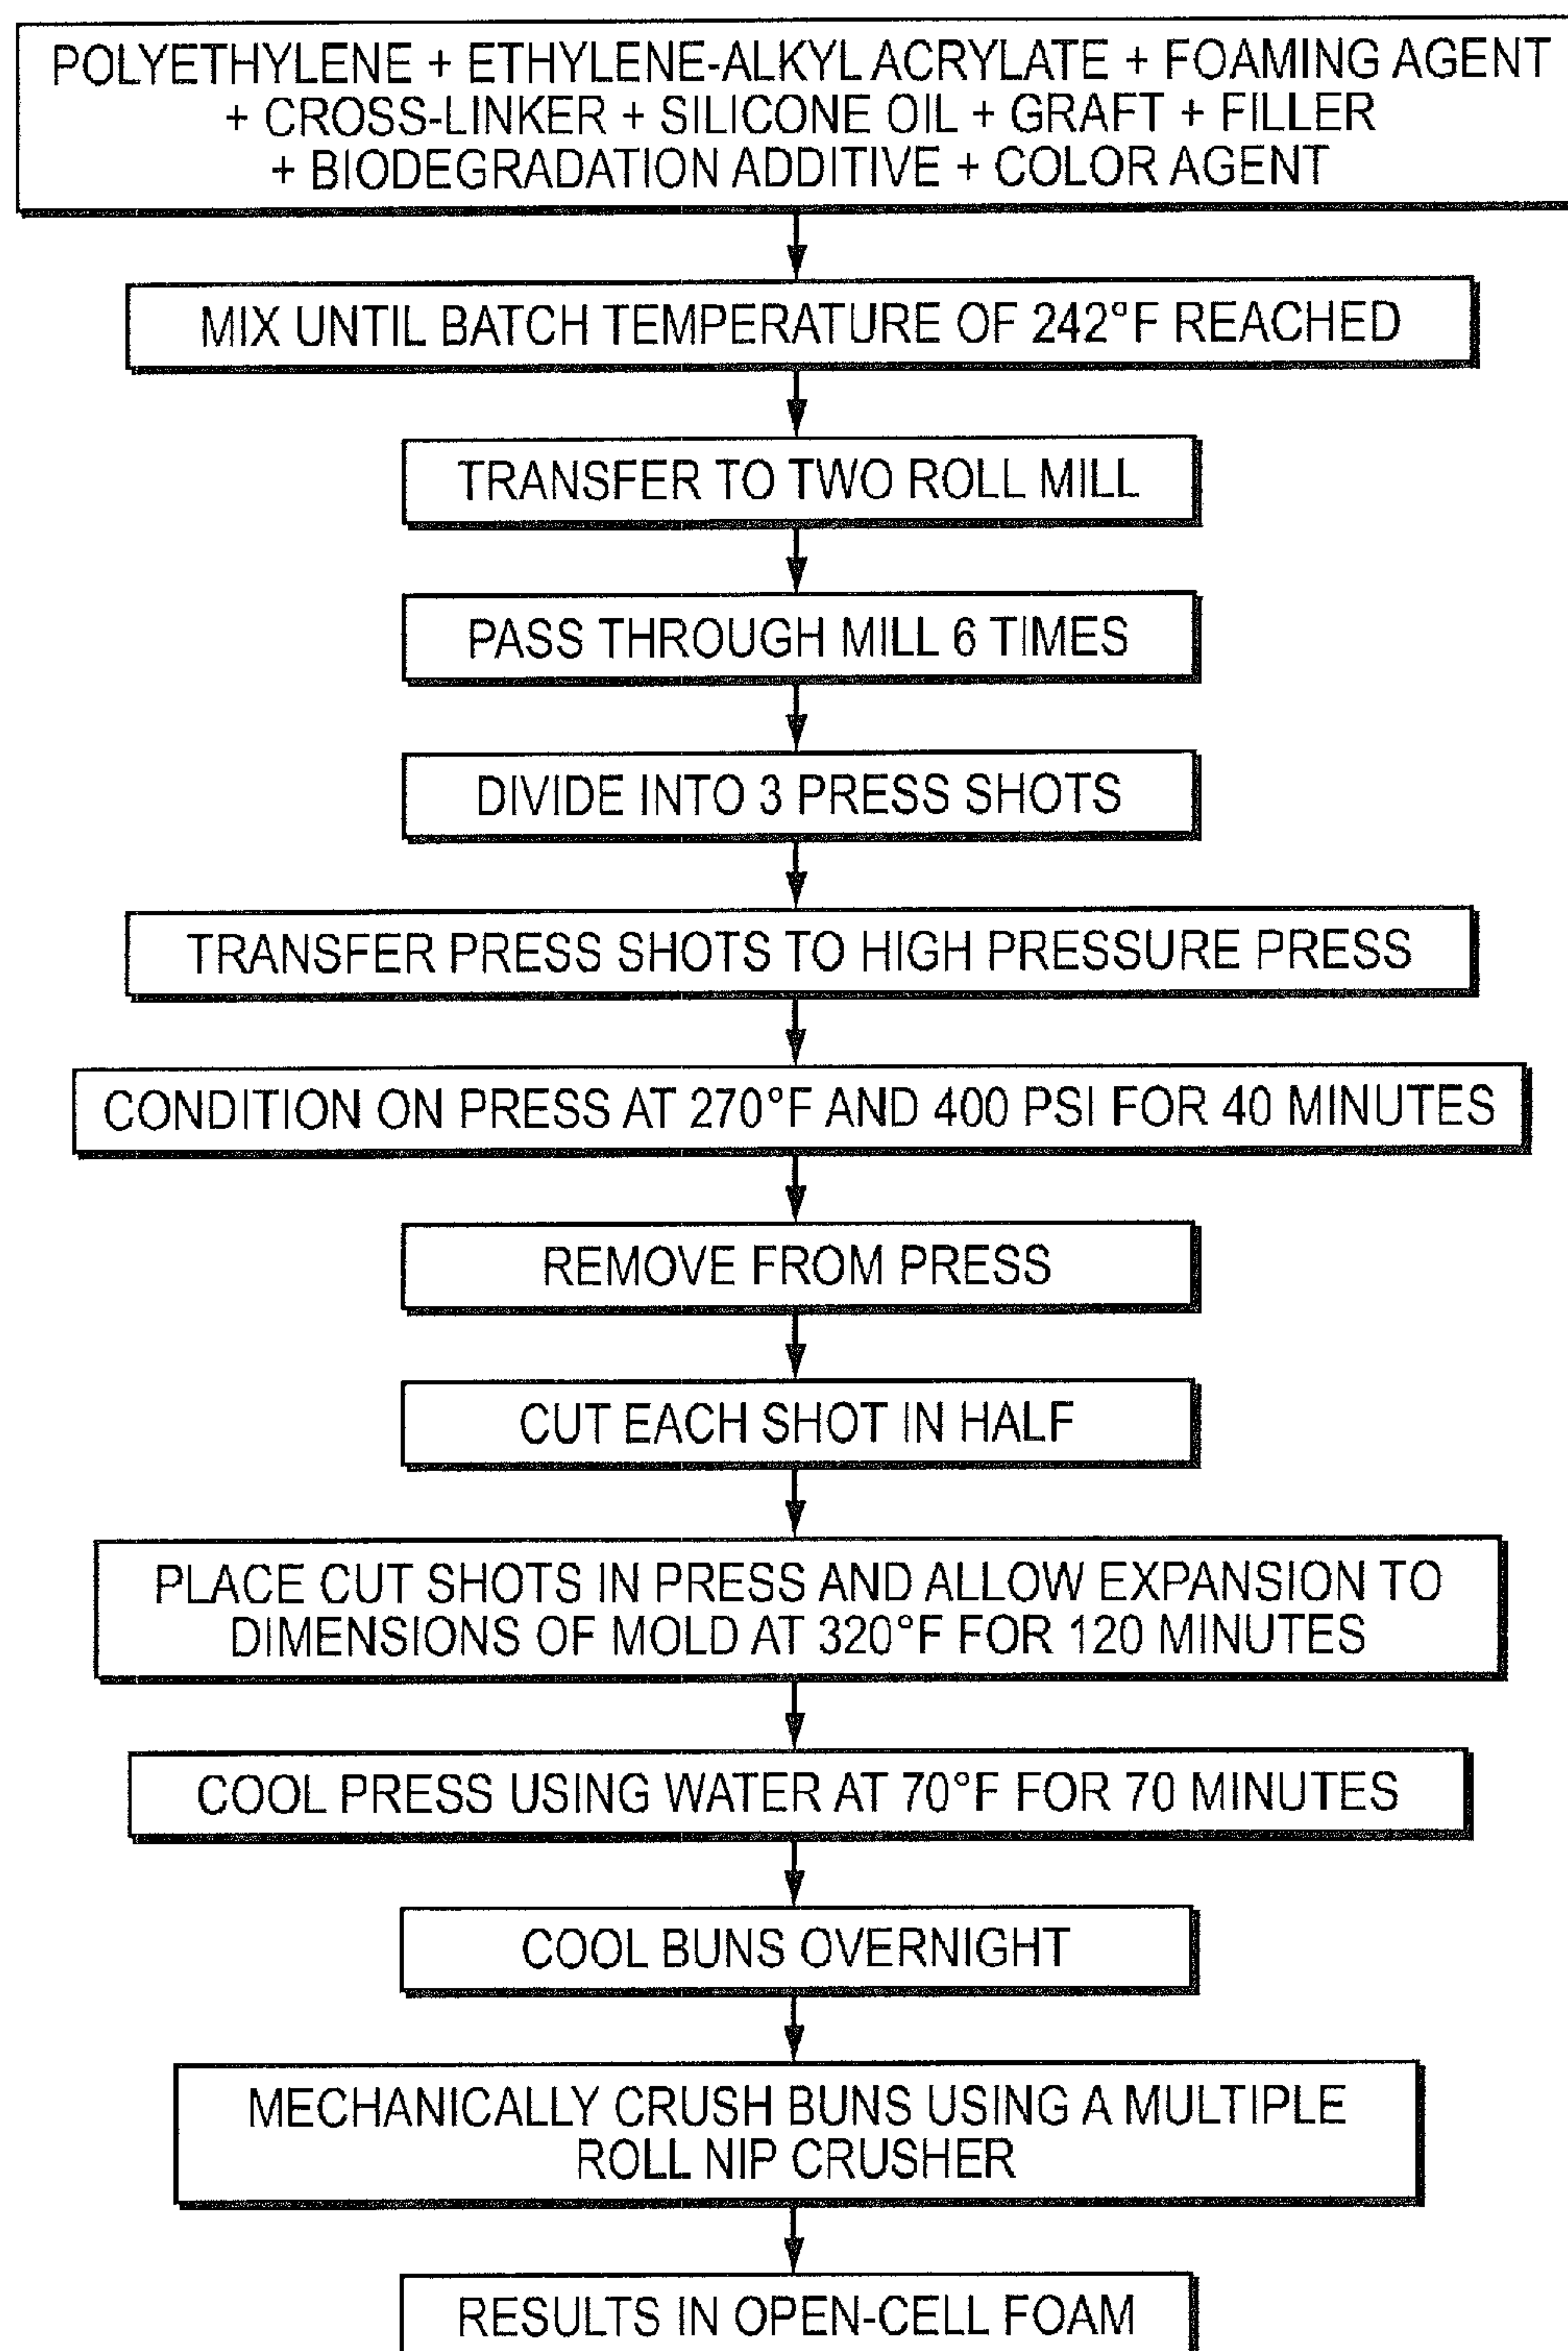 POLYETHYLENE + ETHYLENE-ALKYL ACRYLATE + FOAMING AGENT
+ CROSS-LINKER + SILICONE OIL + GRAFT + FILLER
+ BIODEGRADATION ADDITIVE + COLOR AGENT
MIX UNTIL BATCH TEMPERATURE OF 242°F REACHED
TRANSFER TO TWO ROLL MILL
PASS THROUGH MILL 6 TIMES
DIVIDE INTO 3 PRESS SHOTS
TRANSFER PRESS SHOTS TO HIGH PRESSURE PRESS
CONDITION ON PRESS AT 270°F AND 400 PSI FOR 40 MINUTES
REMOVE FROM PRESS
CUT EACH SHOT IN HALF
PLACE CUT SHOTS IN PRESS AND ALLOW EXPANSION TO
DIMENSIONS OF MOLD AT 320°F FOR 120 MINUTES
COOL PRESS USING WATER AT 70°F FOR 70 MINUTES
COOL BUNS OVERNIGHT
MECHANICALLY CRUSH BUNS USING A MULTIPLE
ROLL NIP CRUSHER
RESULTS IN OPEN-CELL FOAM